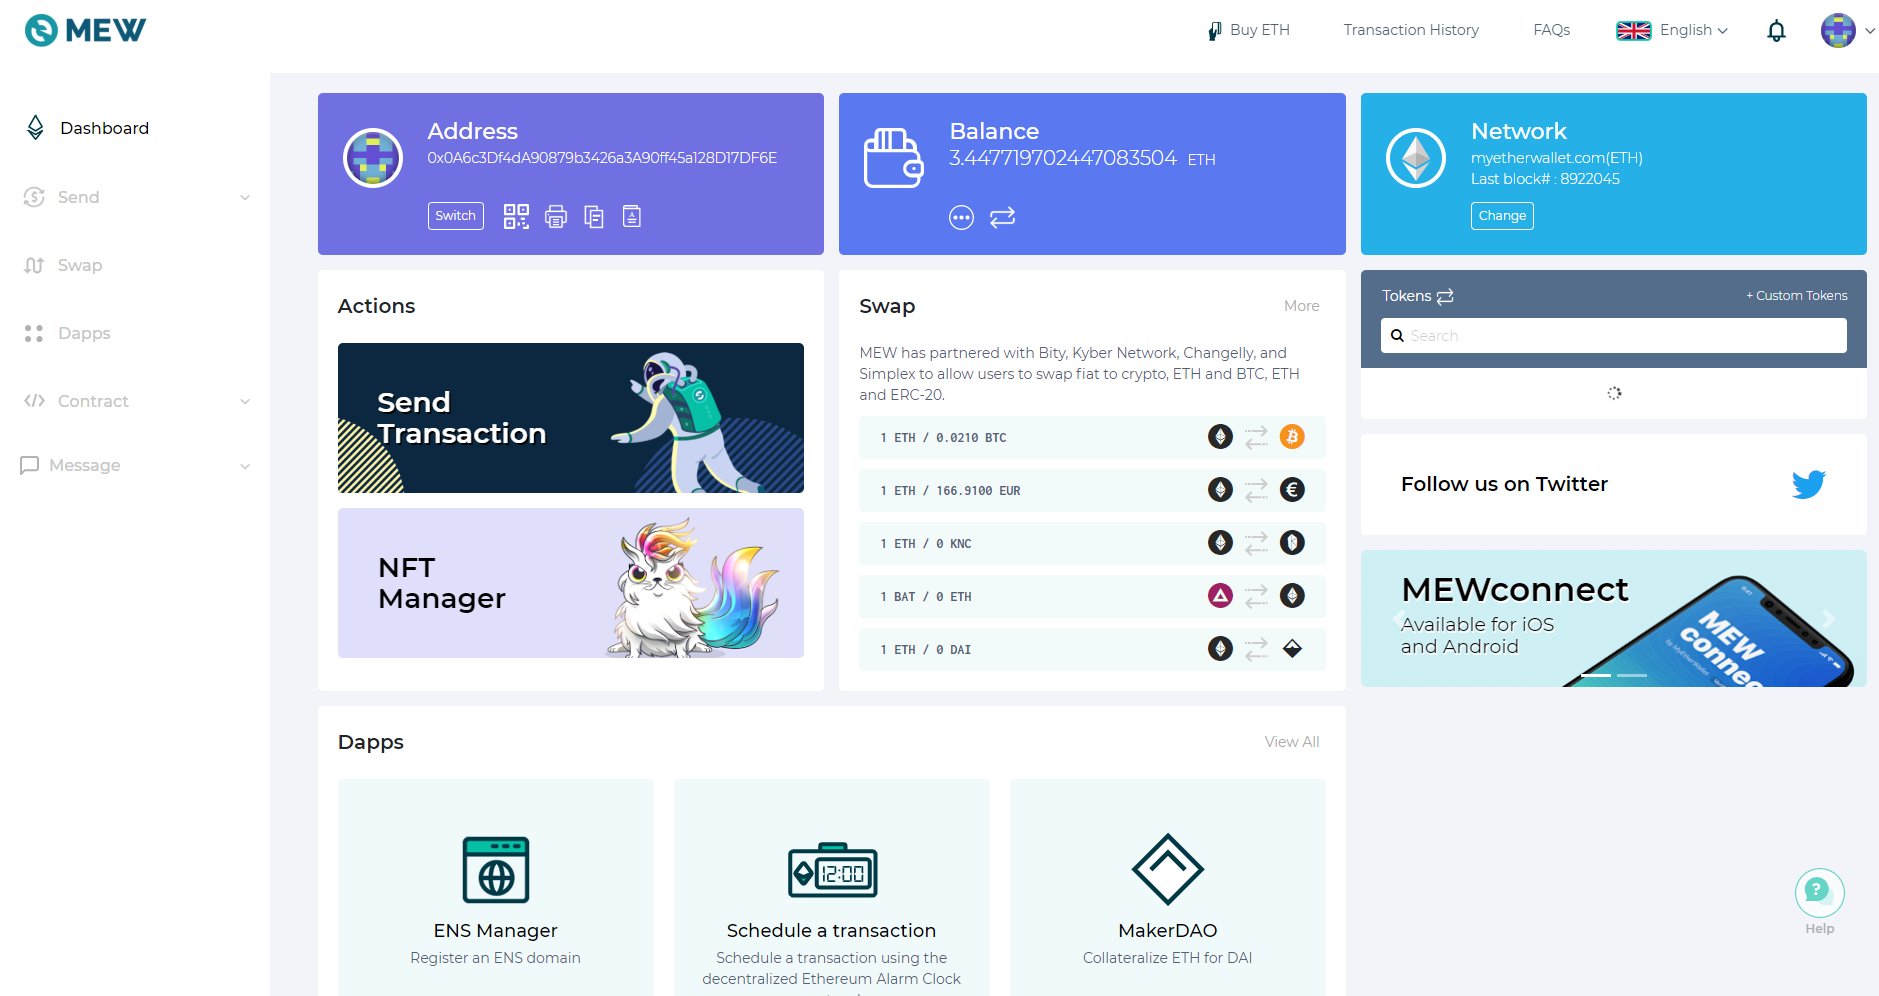 MEW
Buy ETH
Transaction History
FAQs
English
Dashboard
Send
Swap
Dapps
Contract
Message
Address
0x0A6c3Df4dA90879b3426a3A90ff45a128D17DF6E
Switch
Balance
3.447719702447083504 ETH
Network
myetherwallet.com(ETH)
Last block# : 8922045
Change
Actions
Send
Transaction
NFT
Manager
Swap
More
MEW has partnered with Bity, Kyber Network, Changelly, and
Simplex to allow users to swap fiat to crypto, ETH and BTC, ETH
and ERC-20.
1 ETH / 0.0210 BTC
1 ETH / 166.9100 EUR
1 ETH / 0 KNC
1 BAT / 0 ETH
1 ETH / 0 DAI
Tokens
+ Custom Tokens
Search
Follow us on Twitter
MEWconnect
Available for iOS
and Android
MEW
connec
Dapps
View All
ENS Manager
Register an ENS domain
12:00
Schedule a transaction
Schedule a transaction using the
decentralized Ethereum Alarm Clock
MakerDAO
Collateralize ETH for DAI
Help